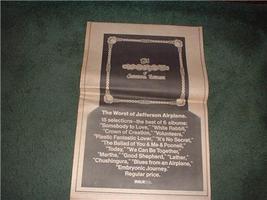 The Worst of Jefferson Airplane.
15 selections—the best of 6 albums:
"Somebody to Love," "White Rabbit,"
"Crown of Creation," "Volunteers,"
"Plastic Fantastic Lover," "It's No Secret,"
"The Ballad of You & Me & Pooneil,"
"Today," "We Can Be Together,"
"Martha," "Good Shepherd," "Lather,"
"Chushingura," "Blues from an Airplane,"
"Embryonic Journey."
Regular price.